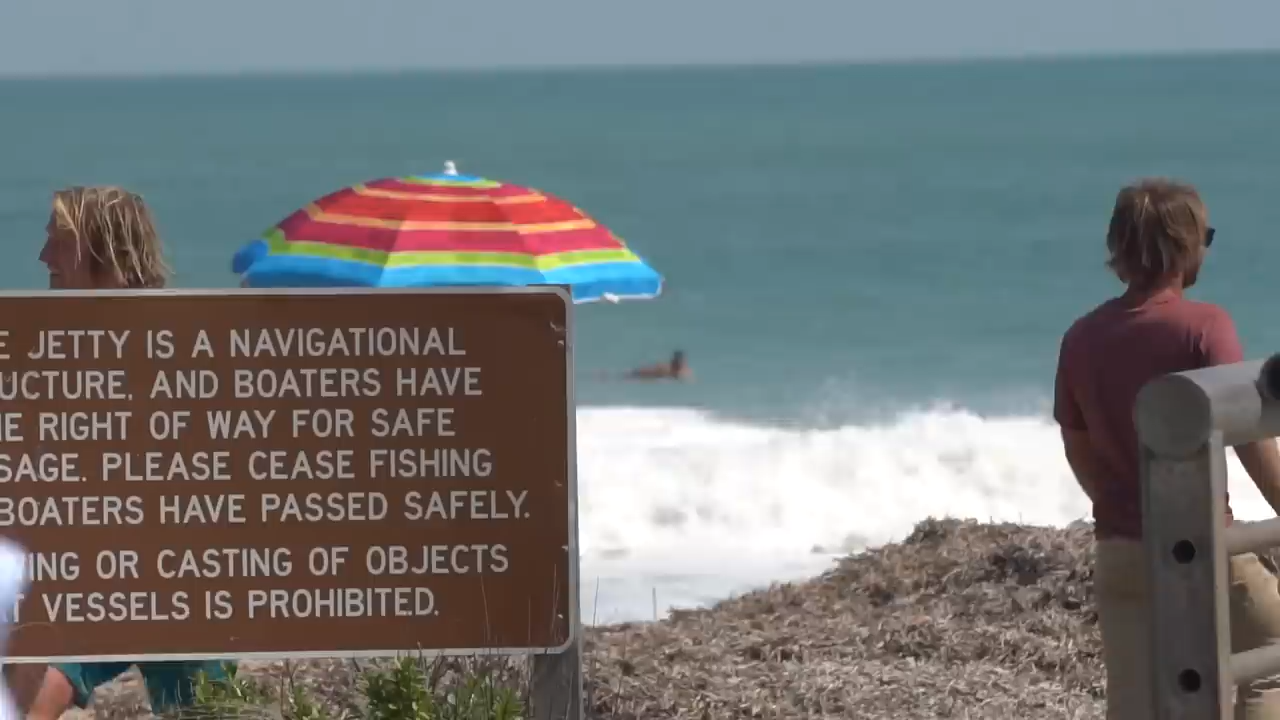 E JETTY IS A NAVIGATIONAL
UCTURE, AND BOATERS HAVE
HE RIGHT OF WAY FOR SAFE
SAGE. PLEASE CEASE FISHING
BOATERS HAVE PASSED SAFELY.
ING OR CASTING OF OBJECTS
T VESSELS IS PROHIBITED.